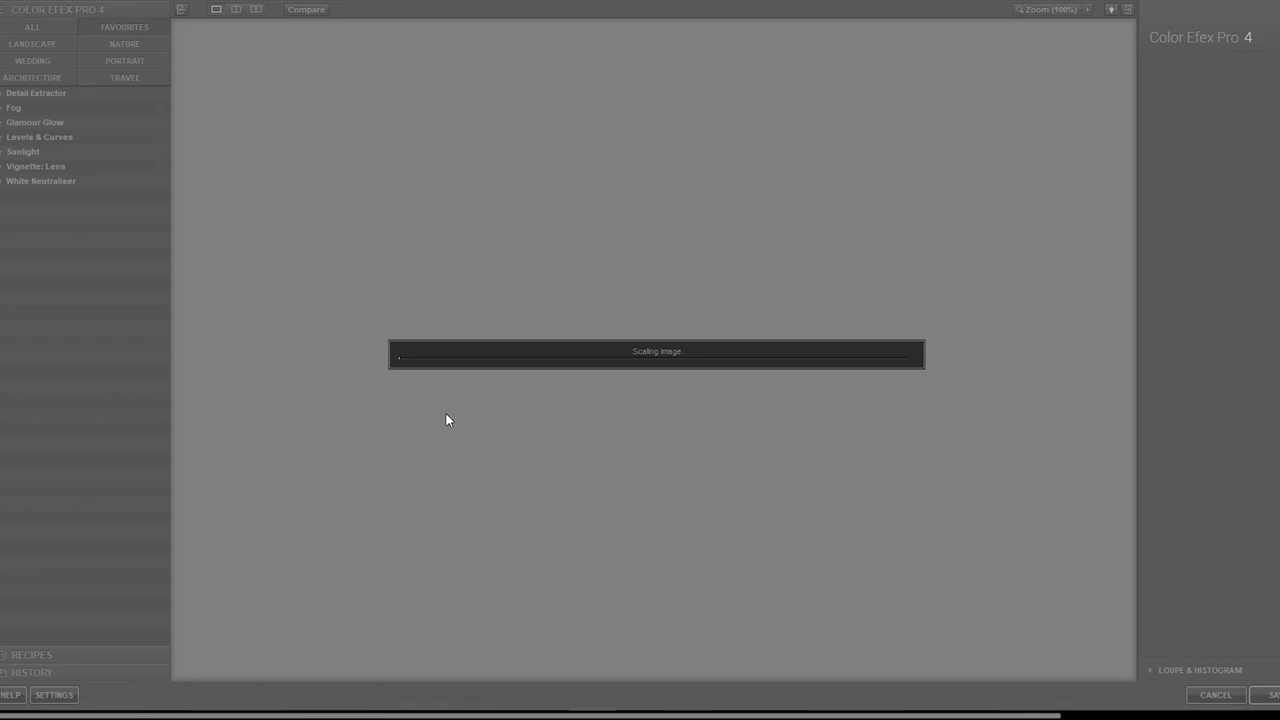 COLOR EFEX PRO 4
Compare
Zoom (100%)
Color Efex Pro 4
ALL
FAVOURITES
LANDSCAPE
NATURE
WEDDING
PORTRAIT
ARCHITECTURE
TRAVEL
Detail Extractor
Fog
Glamour Glow
Levels & Curves
Sunlight
Vignette: Lens
White Neutraliser
Scaling image.
RECIPES
HISTORY
LOUPE & HISTOGRAM
HELP
SETTINGS
CANCEL
SA